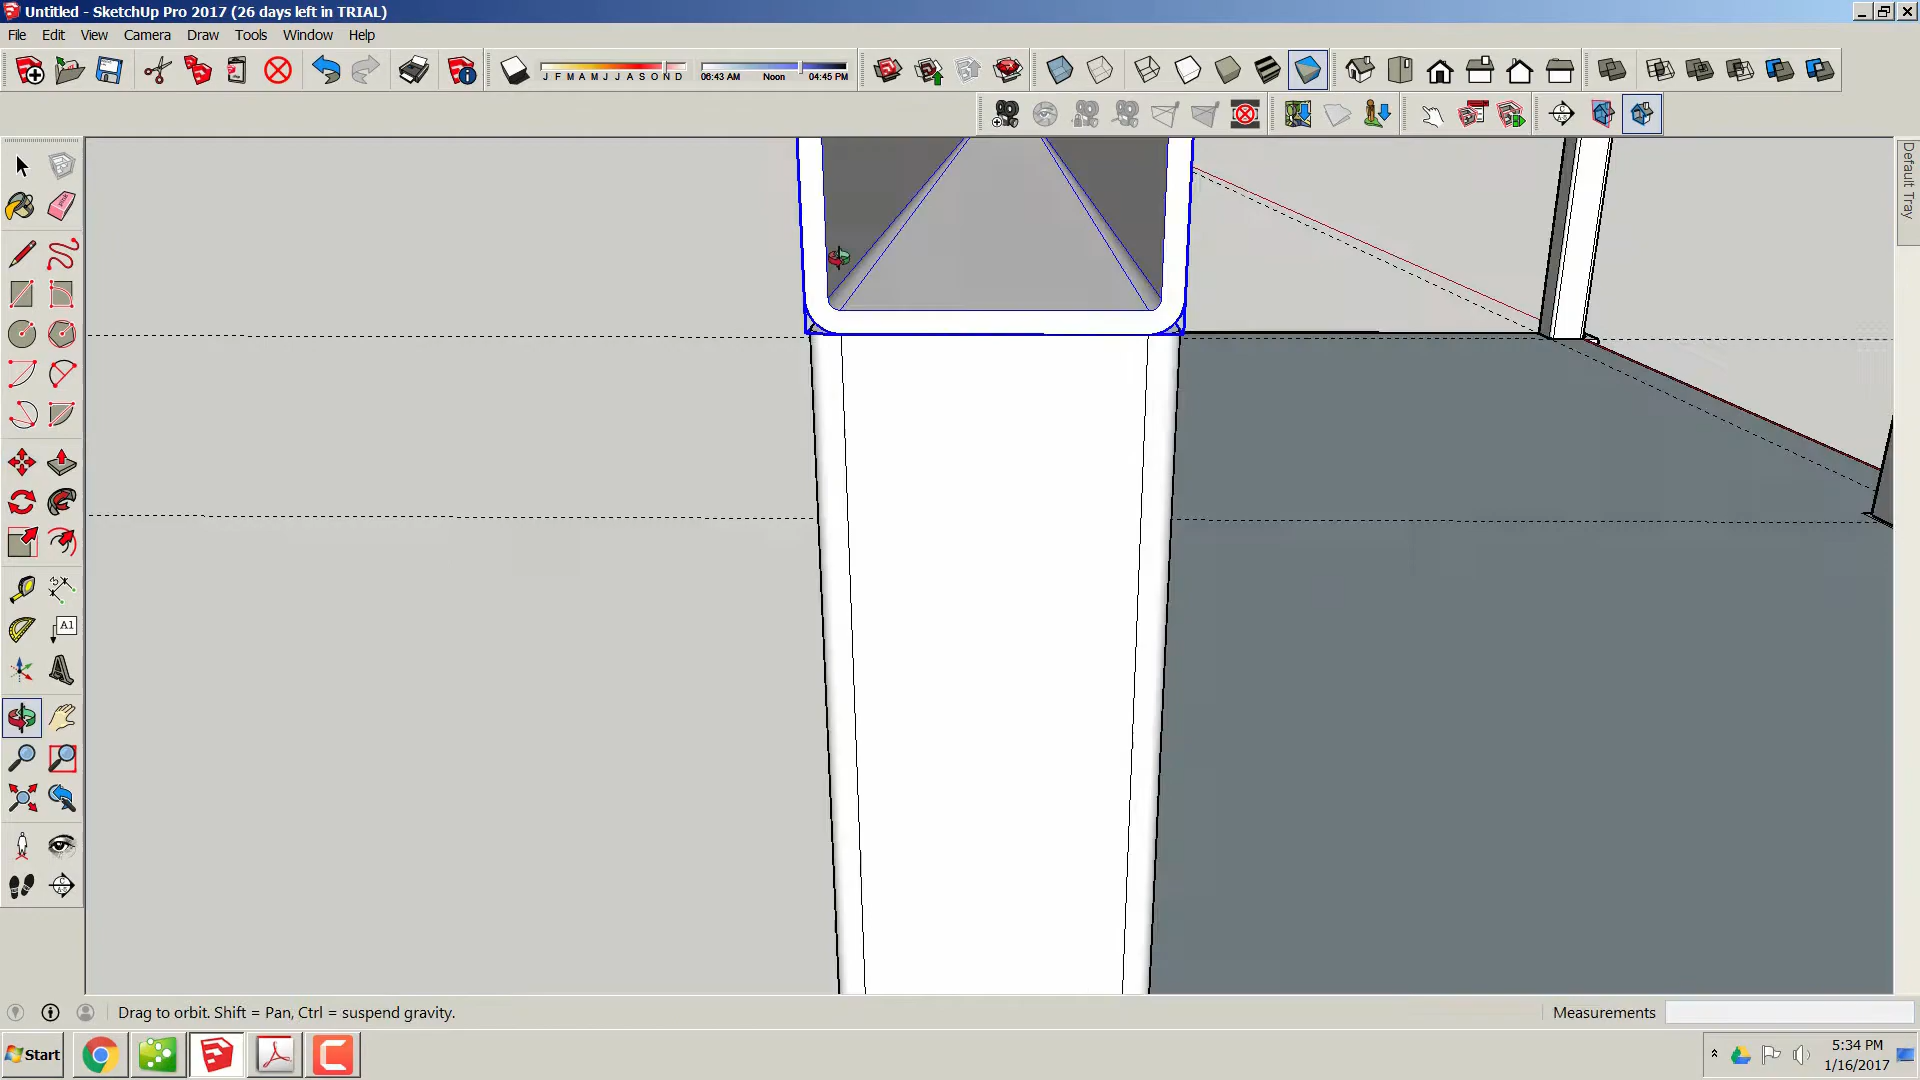 Untitled - SketchUp Pro 2017 (26 days left in TRIAL)
File Edit View Camera Draw Tools Window Help
J F M A M J J A S O N D
06:43 AM Noon 04:45 PM
Default Tray
A1
Drag to orbit. Shift = Pan, Ctrl = suspend gravity.
Measurements
Start
5:34 PM
1/16/2017